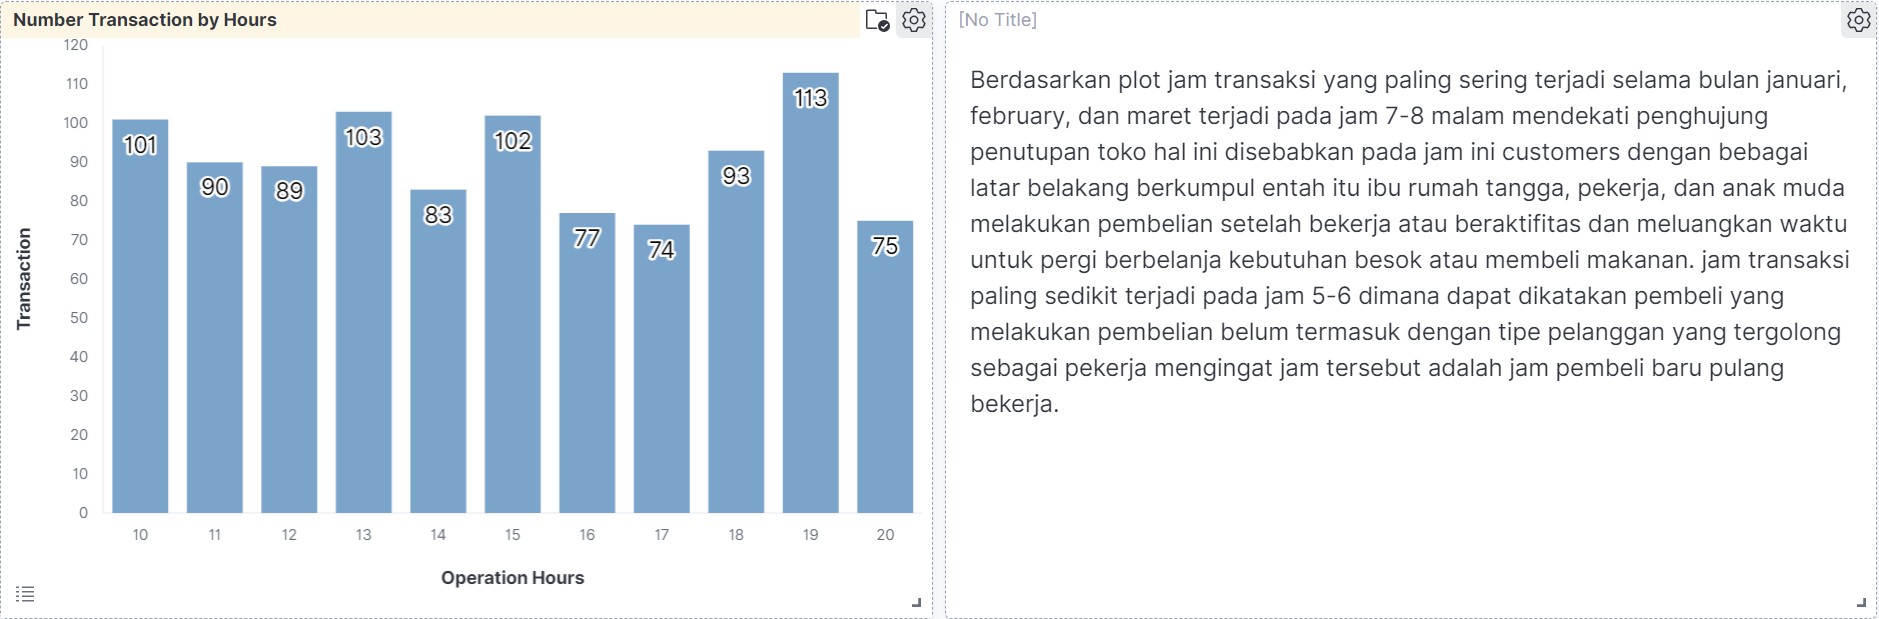 Number Transaction by Hours
120
110
100
90
80
70
60
50
40
30
20
10
0
Transaction
101
90
89
103
83
102
77
74
93
113
75
10 11 12 13 14 15 16 17 18 19 20
Operation Hours
[No Title]
Berdasarkan plot jam transaksi yang paling sering terjadi selama bulan januari,
february, dan maret terjadi pada jam 7-8 malam mendekati penghujung
penutupan toko hal ini disebabkan pada jam ini customers dengan bebagai
latar belakang berkumpul entah itu ibu rumah tangga, pekerja, dan anak muda
melakukan pembelian setelah bekerja atau beraktifitas dan meluangkan waktu
untuk pergi berbelanja kebutuhan besok atau membeli makanan. jam transaksi
paling sedikit terjadi pada jam 5-6 dimana dapat dikatakan pembeli yang
melakukan pembelian belum termasuk dengan tipe pelanggan yang tergolong
sebagai pekerja mengingat jam tersebut adalah jam pembeli baru pulang
bekerja.